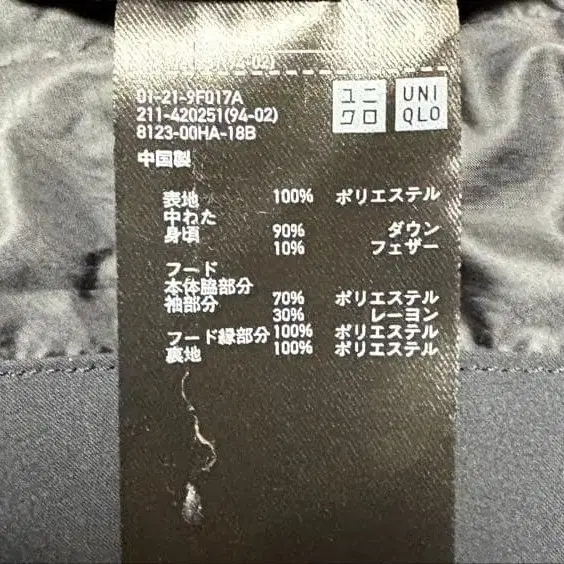 01-21-9F017A
211-420251(94-02)
8123-00HA-18B
ユニ
クロ
UNI
QLO
中国製
表地 100% ポリエステル
中わた
身頃 90% ダウン
10% フェザー
フード
本体脇部分
袖部分 70% ポリエステル
30% レーヨン
フード縁部分 100% ポリエステル
裏地 100% ポリエステル